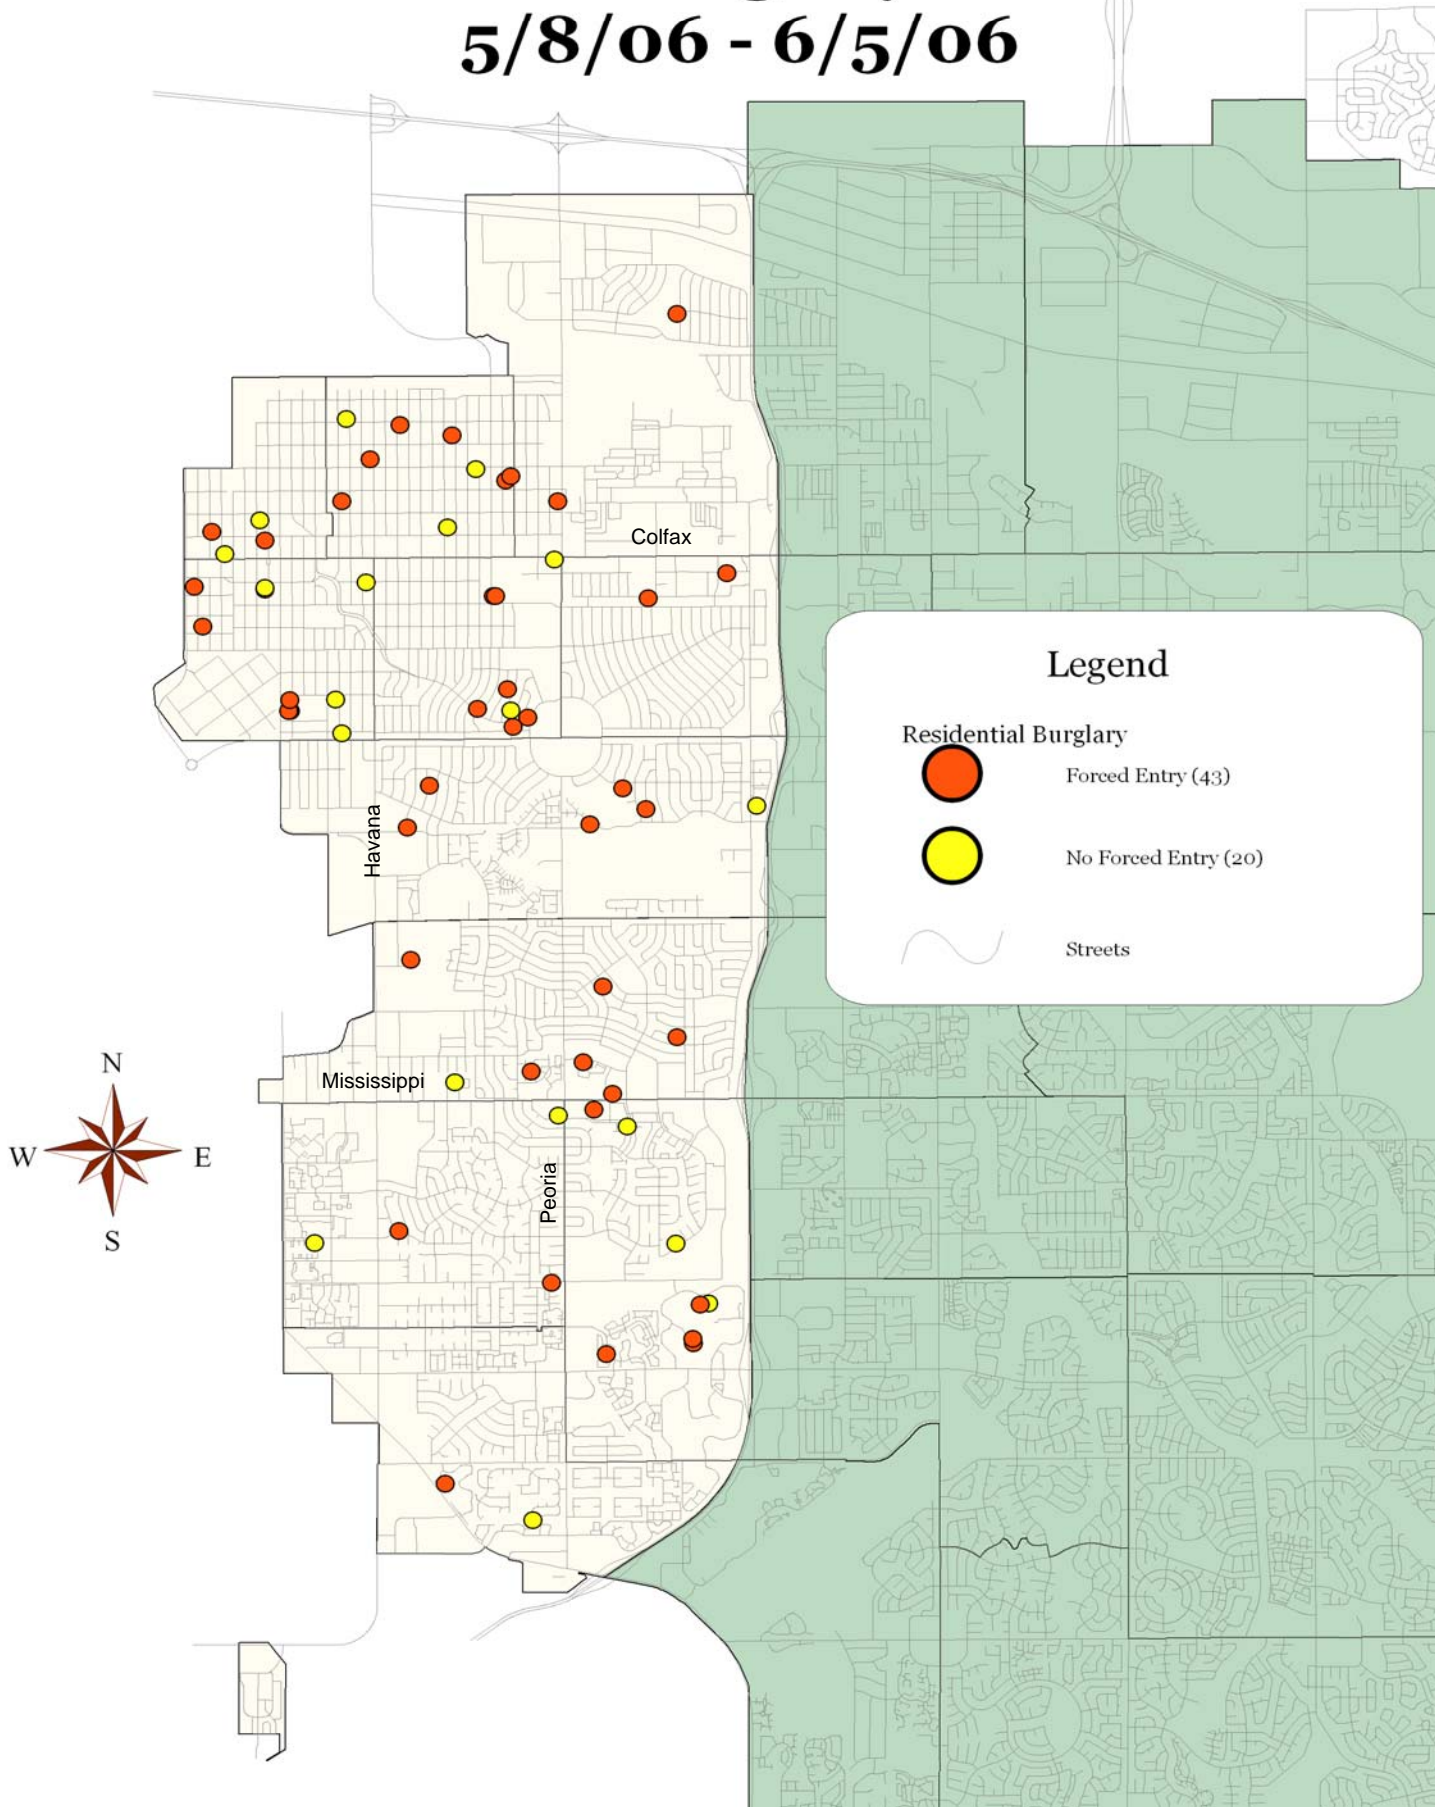 5/8/06 - 6/5/06
Colfax
Legend
Residential Burglary
Forced Entry (43)
Havana
No Forced Entry (20)
Streets
N
Mississippi
W
E
Peoria
S